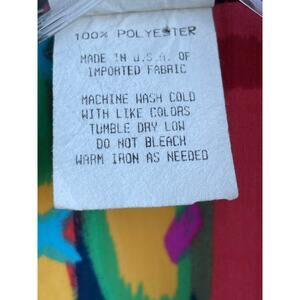 100% POLYESTER
MADE IN U.S.A. OF
IMPORTED FABRIC
MACHINE WASH COLD
WITH LIKE COLORS
TUMBLE DRY LOW
DO NOT BLEACH
WARM IRON AS NEEDED